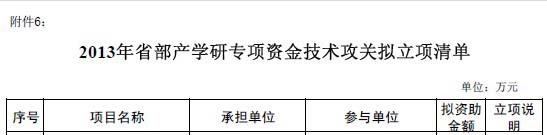 附件6：
2013年省部产学研专项资金技术攻关拟立项清单
单位：万元
序号 项目名称 承担单位 参与单位 拟资助金额 立项说明